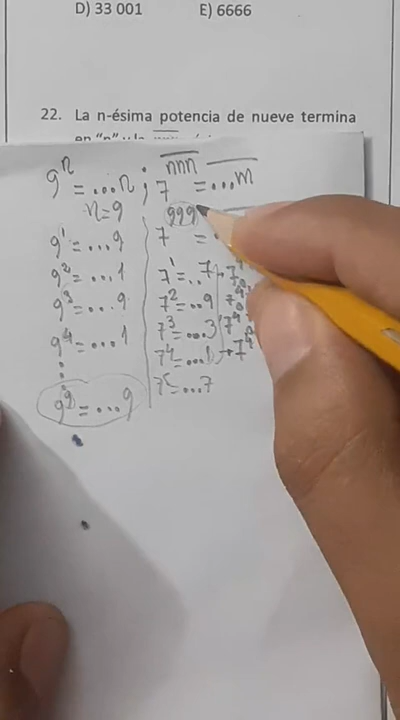 D) 33 001 E) 6666
22. La n-ésima potencia de nueve termina
9ⁿ = ...n ; 7 nnn = ...m
n=9
7 999 =
9¹ = ...9
9² = ...1
9³ = ...9
9⁴ = ...1
9⁹ = ...9
7¹ = ...7
7² = ...9
7³ = ...3
7⁴ = ...1
7⁵ = ...7